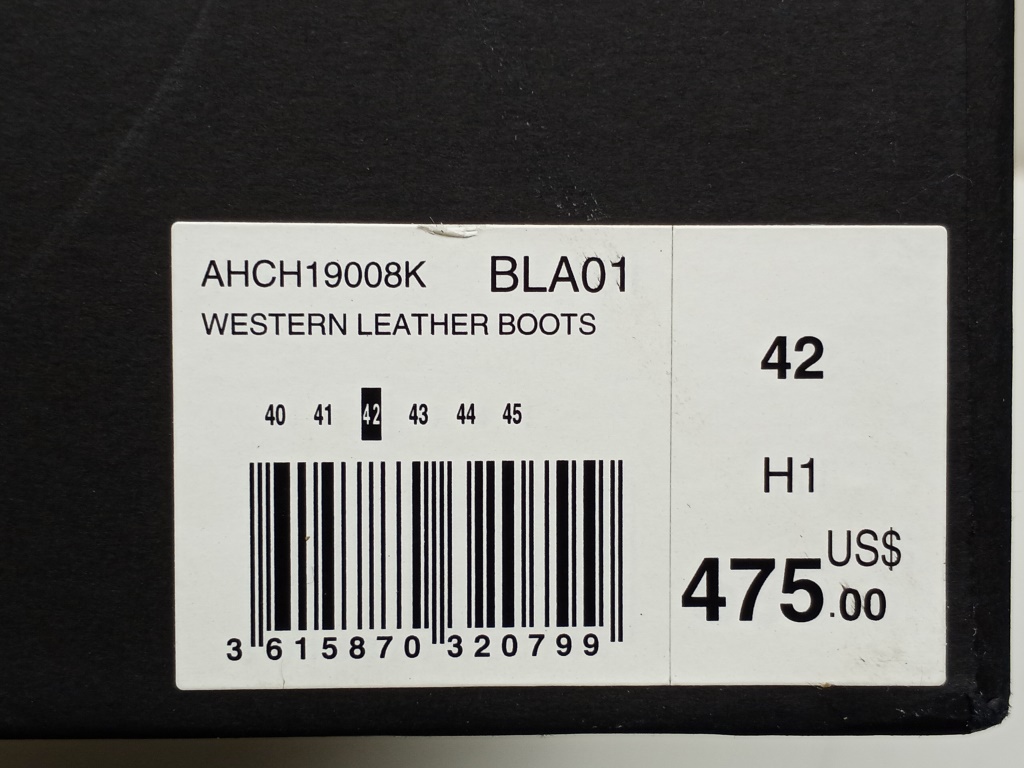 AHCH19008K BLA01
WESTERN LEATHER BOOTS
40 41 42 43 44 45
3 615870 320799
42
H1
US$
475.00